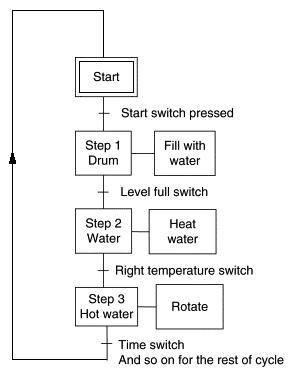 Start
Start switch pressed
Step 1
Drum
Fill with
water
Level full switch
Step 2
Water
Heat
water
Right temperature switch
Step 3
Hot water
Rotate
Time switch
And so on for the rest of cycle